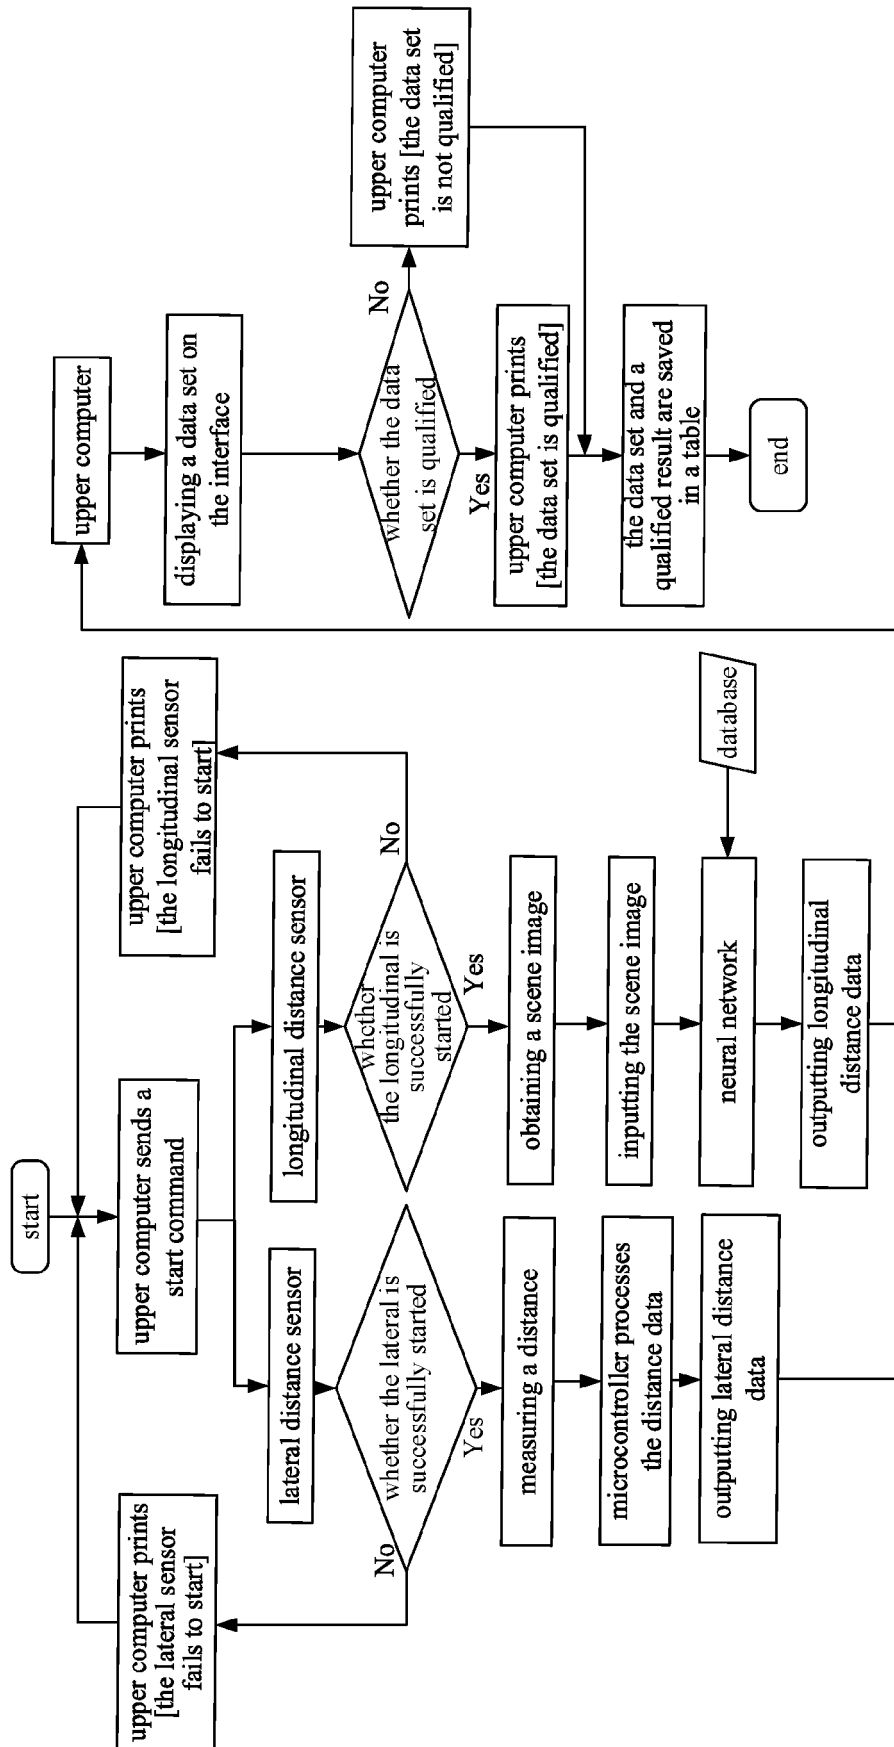 start
upper computer sends a
start command
upper computer prints
[the lateral sensor
fails to start]
upper computer prints
[the longitudinal sensor
fails to start]
lateral distance sensor
longitudinal distance sensor
whether the lateral is
successfully started
No
Yes
whether
the longitudinal is
successfully
started
No
Yes
measuring a distance
obtaining a scene image
microcontroller processes
the distance data
inputting the scene image
outputting lateral distance
data
neural network
database
outputting longitudinal
distance data
upper computer
displaying a data set on
the interface
whether the data
set is qualified
No
Yes
upper computer
prints [the data set
is not qualified]
upper computer prints
[the data set is qualified]
the data set and a
qualified result are saved
in a table
end